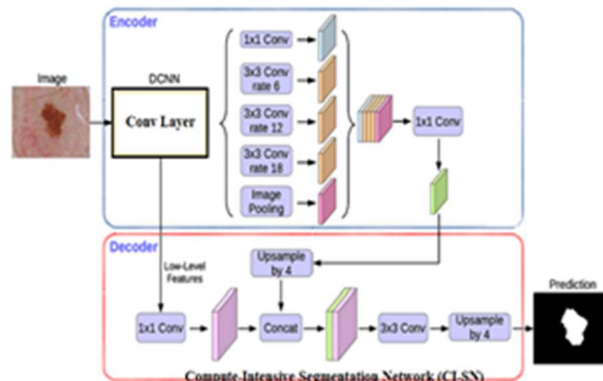 Encoder
Image
DCNN
Conv Layer
1x1 Conv
3x3 Conv
rate 6
3x3 Conv
rate 12
3x3 Conv
rate 18
Image
Pooling
1x1 Conv
Decoder
Low-Level
Features
Upsample
by 4
1x1 Conv
Concat
3x3 Conv
Upsample
by 4
Prediction
Compute-Intensive Segmentation Network (CI-SN)